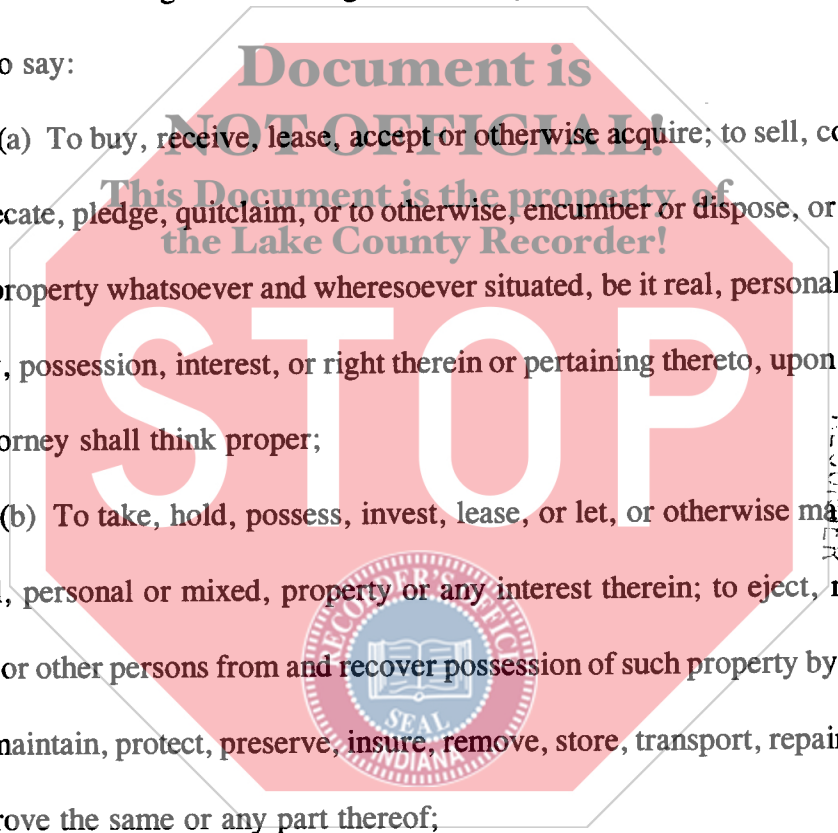 o say:
Document is
(a) To buy, receive, lease, accept or otherwise acquire; to sell, co
NOT OFFICIAL!
This Document is the property of
ecate, pledge, quitclaim, or to otherwise, encumber or dispose, or
the Lake County Recorder!
property whatsoever and wheresoever situated, be it real, personal
, possession, interest, or right therein or pertaining thereto, upon
STOP
orney shall think proper;
(b) To take, hold, possess, invest, lease, or let, or otherwise ma
, personal or mixed, property or any interest therein; to eject, r
RECORDER'S OFFICE
or other persons from and recover possession of such property by
SEAL
naintain, protect, preserve, insure, remove, store, transport, repair
INDIANA
rove the same or any part thereof;